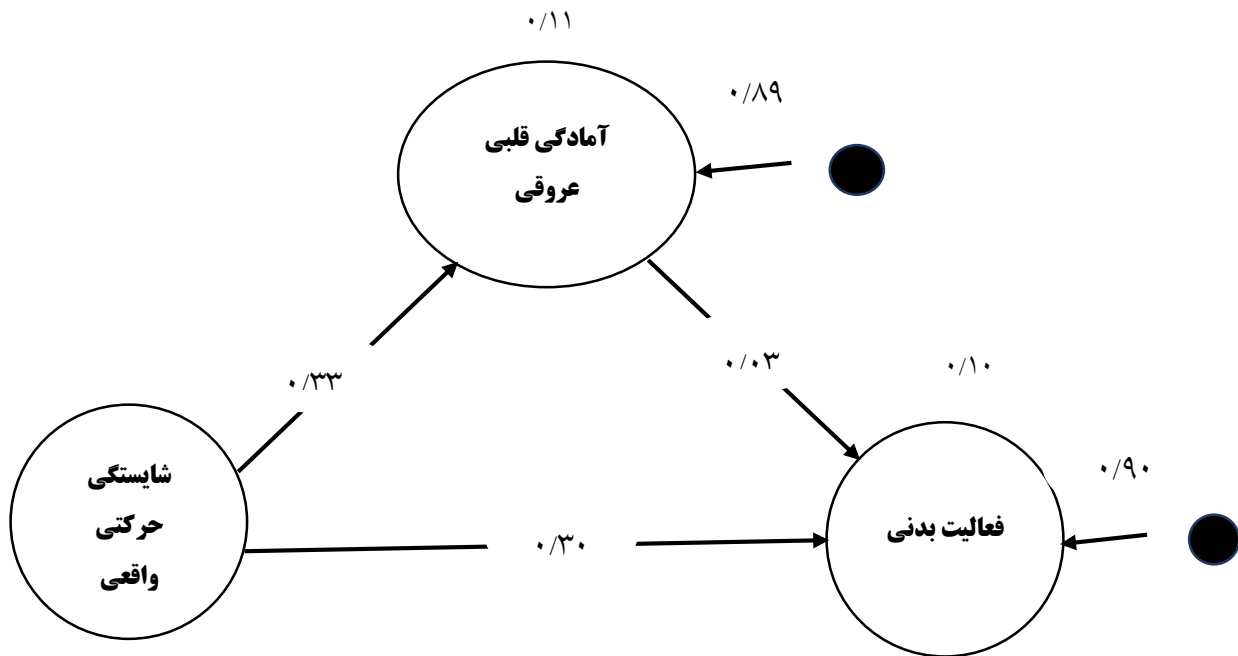 ۰/۱۱
۰/۸۹
آمادگی قلبی
عروقی
۰/۳۳
۰/۰۳
۰/۱۰
۰/۹۰
شایستگی
حرکتی
واقعی
۰/۳۰
فعالیت بدنی